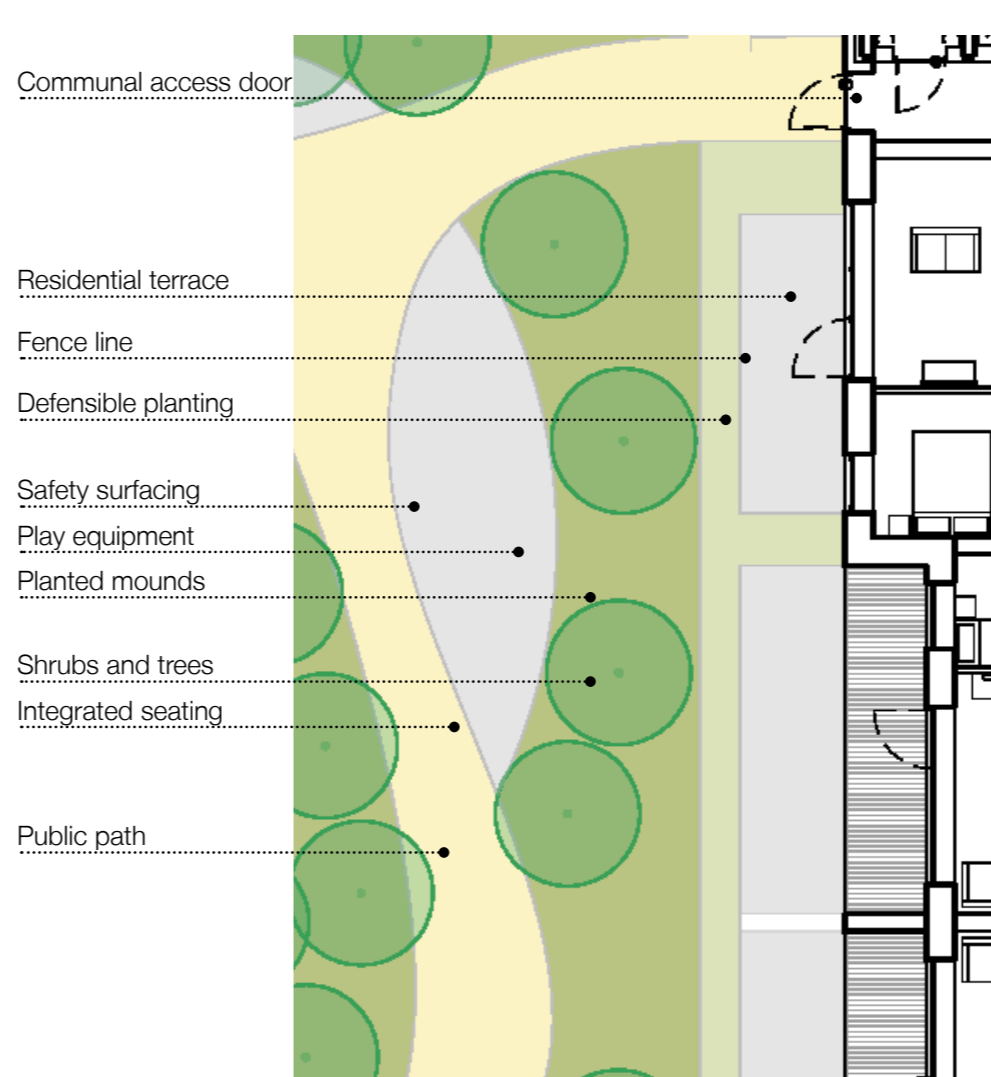 Communal access door
Residential terrace
Fence line
Defensible planting
Safety surfacing
Play equipment
Planted mounds
Shrubs and trees
Integrated seating
Public path